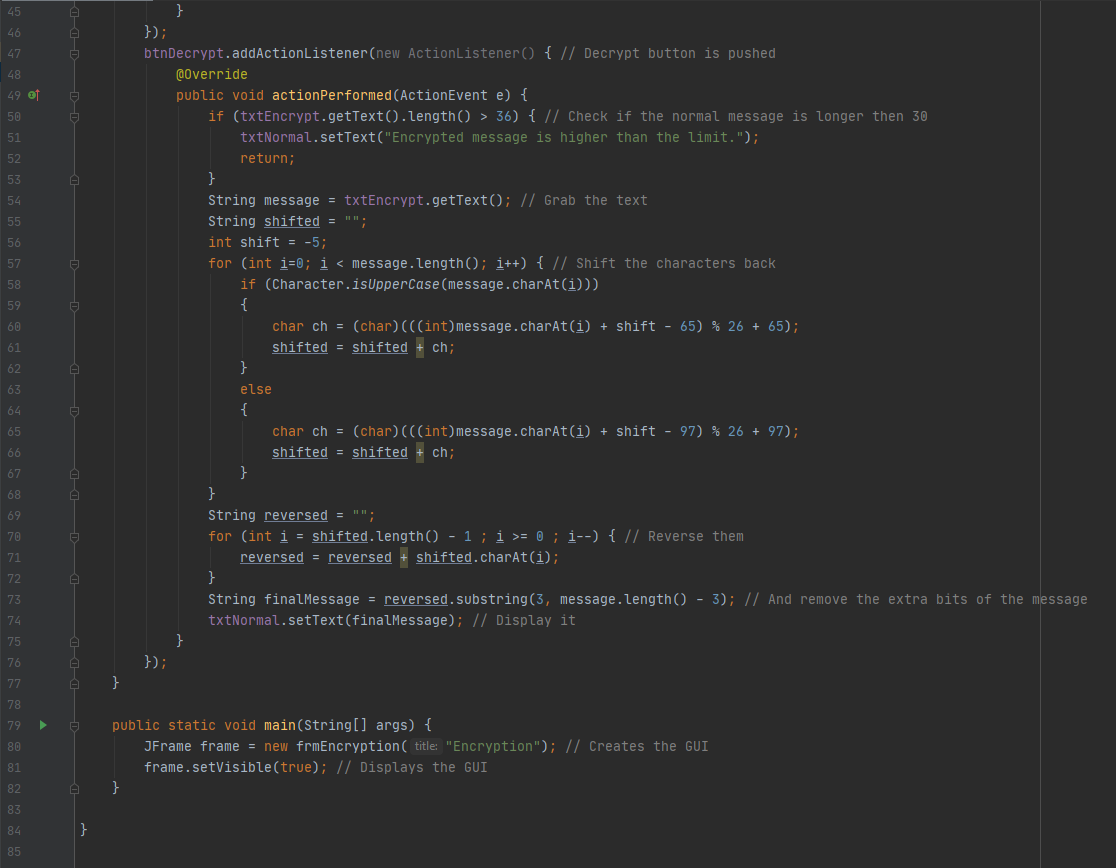 45 }
46 });
47 btnDecrypt.addActionListener(new ActionListener() { // Decrypt button is pushed
48 @Override
49 public void actionPerformed(ActionEvent e) {
50 if (txtEncrypt.getText().length() > 36) { // Check if the normal message is longer then 30
51 txtNormal.setText("Encrypted message is higher than the limit.");
52 return;
53 }
54 String message = txtEncrypt.getText(); // Grab the text
55 String shifted = "";
56 int shift = -5;
57 for (int i=0; i < message.length(); i++) { // Shift the characters back
58 if (Character.isUpperCase(message.charAt(i)))
59 {
60 char ch = (char)(((int)message.charAt(i) + shift - 65) % 26 + 65);
61 shifted = shifted + ch;
62 }
63 else
64 {
65 char ch = (char)(((int)message.charAt(i) + shift - 97) % 26 + 97);
66 shifted = shifted + ch;
67 }
68 }
69 String reversed = "";
70 for (int i = shifted.length() - 1 ; i >= 0 ; i--) { // Reverse them
71 reversed = reversed + shifted.charAt(i);
72 }
73 String finalMessage = reversed.substring(3, message.length() - 3); // And remove the extra bits of the message
74 txtNormal.setText(finalMessage); // Display it
75 }
76 });
77 }
78
79 public static void main(String[] args) {
80 JFrame frame = new frmEncryption( title: "Encryption"); // Creates the GUI
81 frame.setVisible(true); // Displays the GUI
82 }
83
84 }
85